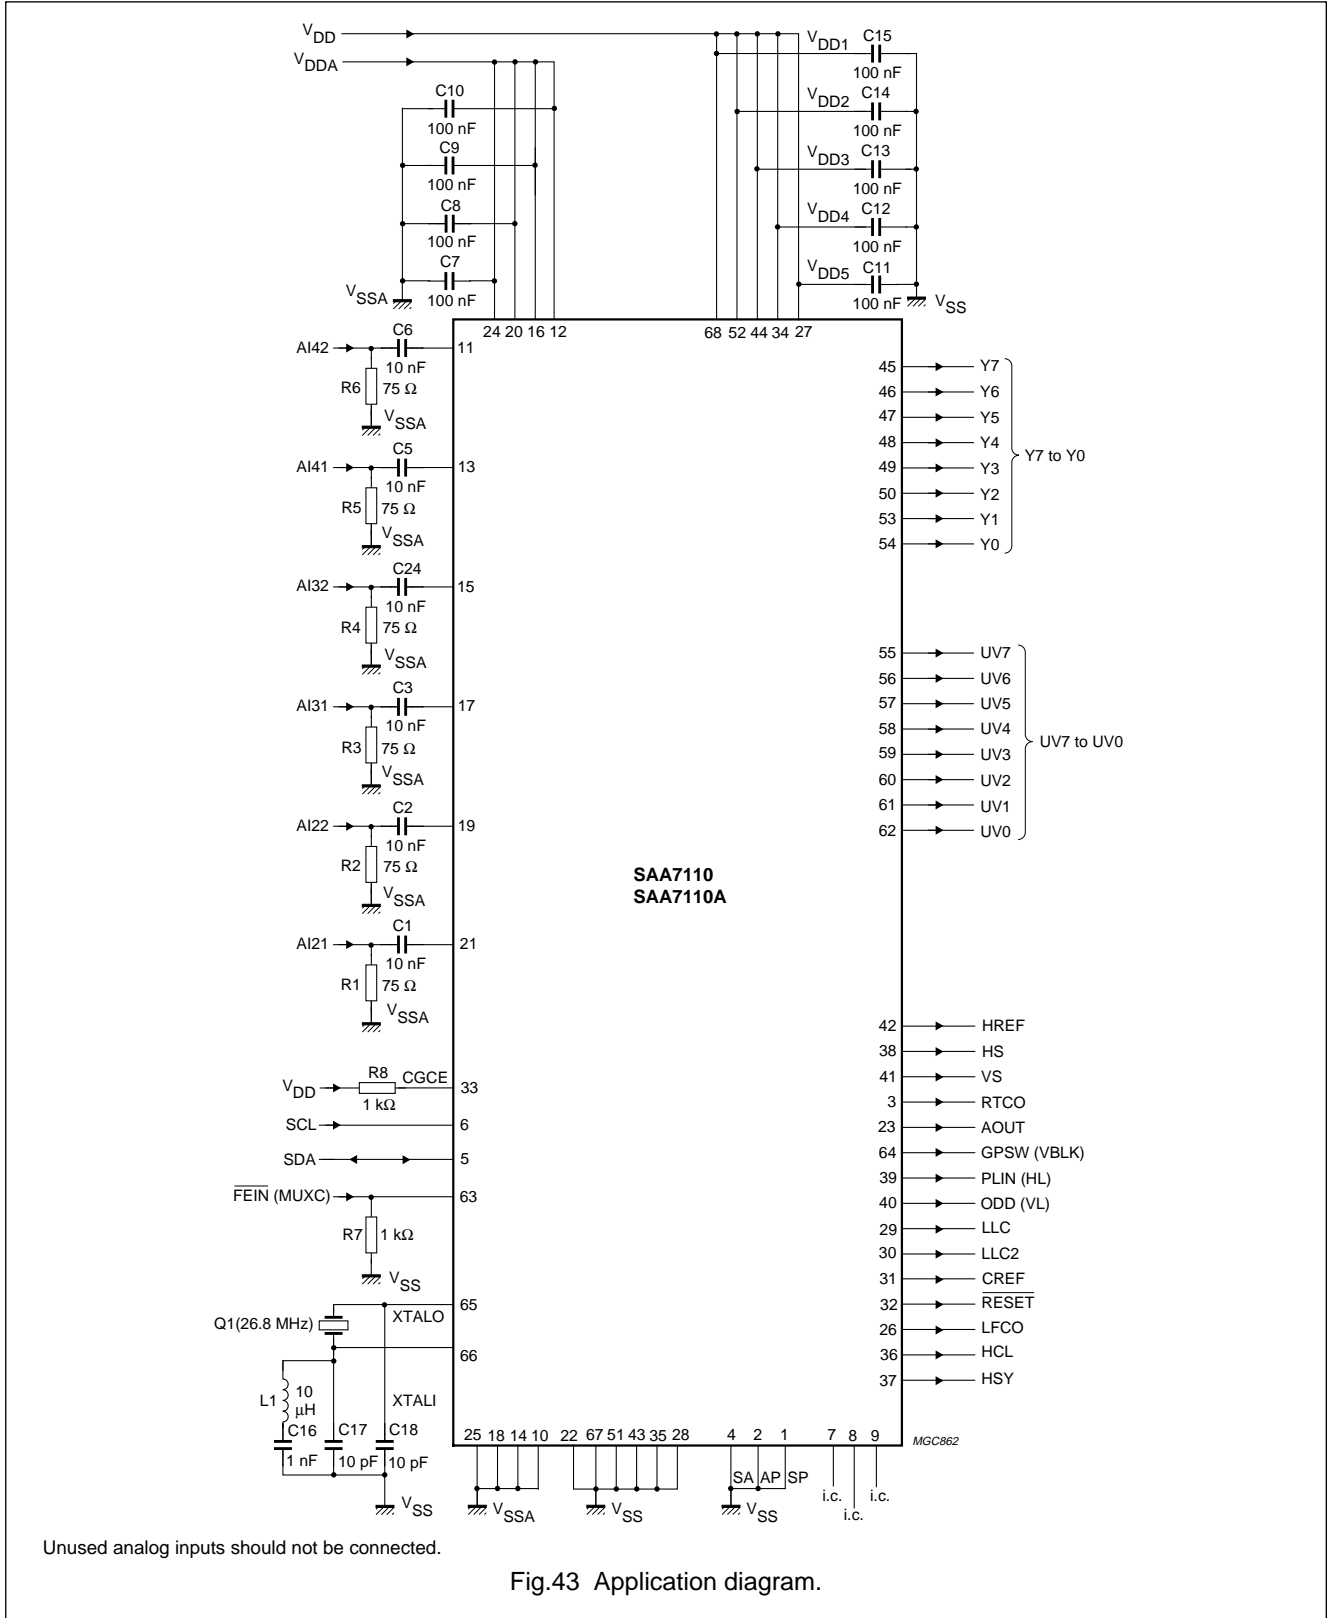 VDD
VDDA
C10
100 nF
C9
100 nF
C8
100 nF
C7
100 nF
VSSA
VDD1
C15
100 nF
VDD2
C14
100 nF
VDD3
C13
100 nF
VDD4
C12
100 nF
VDD5
C11
100 nF
VSS
24 20 16 12
68 52 44 34 27
AI42
C6
10 nF
11
R6
75 Ω
VSSA
AI41
C5
10 nF
13
R5
75 Ω
VSSA
AI32
C24
10 nF
15
R4
75 Ω
VSSA
AI31
C3
10 nF
17
R3
75 Ω
VSSA
AI22
C2
10 nF
19
R2
75 Ω
VSSA
AI21
C1
10 nF
21
R1
75 Ω
VSSA
VDD
R8
1 kΩ
CGCE
33
SCL
6
SDA
5
FEIN (MUXC)
63
R7
1 kΩ
VSS
Q1(26.8 MHz)
XTALO
65
66
XTALI
L1
10
µH
C16
1 nF
C17
10 pF
C18
10 pF
VSS
SAA7110
SAA7110A
45 Y7
46 Y6
47 Y5
48 Y4
49 Y3
50 Y2
53 Y1
54 Y0
Y7 to Y0
55 UV7
56 UV6
57 UV5
58 UV4
59 UV3
60 UV2
61 UV1
62 UV0
UV7 to UV0
42 HREF
38 HS
41 VS
3 RTCO
23 AOUT
64 GPSW (VBLK)
39 PLIN (HL)
40 ODD (VL)
29 LLC
30 LLC2
31 CREF
32 RESET
26 LFCO
36 HCL
37 HSY
25 18 14 10
VSSA
22 67 51 43 35 28
VSS
4 2 1
SA AP SP
VSS
7 8 9
i.c.
i.c.
i.c.
MGC862
Unused analog inputs should not be connected.
Fig.43 Application diagram.